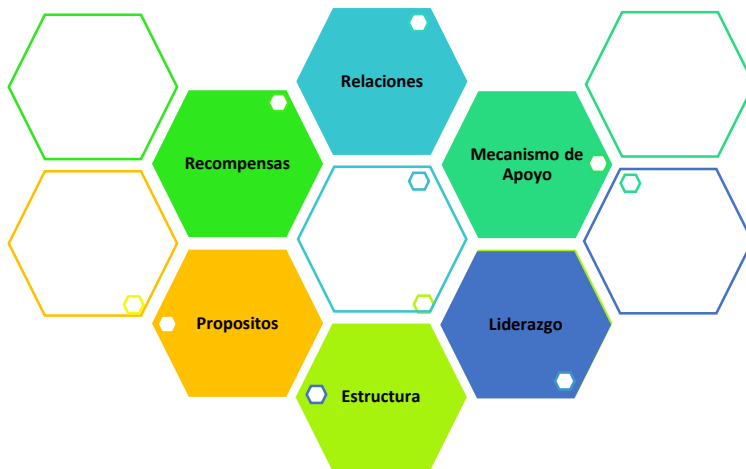 Relaciones
Recompensas
Mecanismo de
Apoyo
Propositos
Liderazgo
Estructura